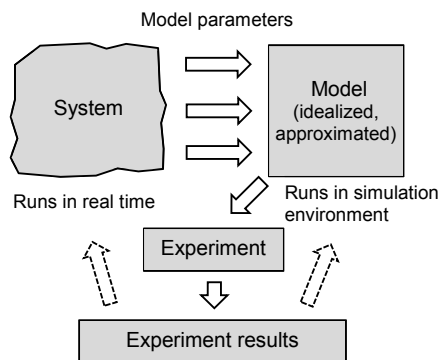 Model parameters
System
Model
(idealized,
approximated)
Runs in real time
Runs in simulation
environment
Experiment
Experiment results